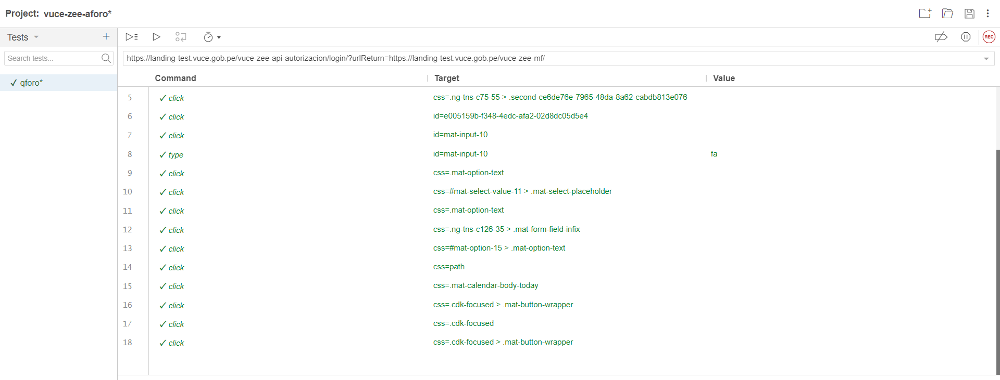 Project: vuce-zee-aforo*
Tests
Search tests...
✓ qforo*
REC
https://landing-test.vuce.gob.pe/vuce-zee-api-autorizacion/login/?urlReturn=https://landing-test.vuce.gob.pe/vuce-zee-mf/
Command Target Value
5 ✓ click css=.ng-tns-c75-55 > .second-ce6de76e-7965-48da-8a62-cabdb813e076
6 ✓ click id=e005159b-f348-4edc-afa2-02d8dc05d5e4
7 ✓ click id=mat-input-10
8 ✓ type id=mat-input-10 fa
9 ✓ click css=.mat-option-text
10 ✓ click css=#mat-select-value-11 > .mat-select-placeholder
11 ✓ click css=.mat-option-text
12 ✓ click css=.ng-tns-c126-35 > .mat-form-field-infix
13 ✓ click css=#mat-option-15 > .mat-option-text
14 ✓ click css=path
15 ✓ click css=.mat-calendar-body-today
16 ✓ click css=.cdk-focused > .mat-button-wrapper
17 ✓ click css=.cdk-focused
18 ✓ click css=.cdk-focused > .mat-button-wrapper